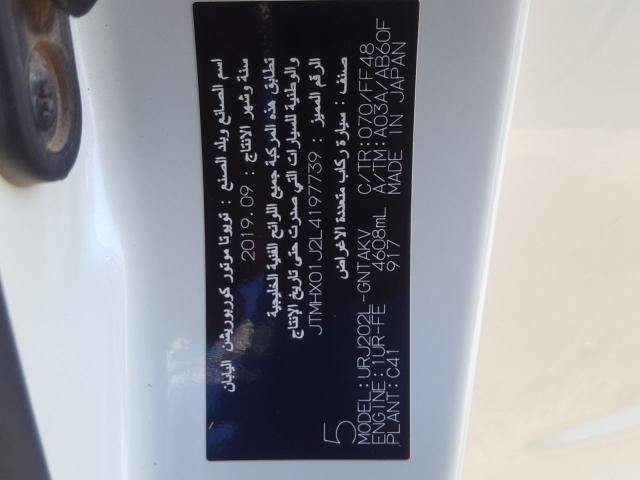 اسم الصانع وبلد الصنع : تويوتا موتور كوربوريشن اليابان
سنة وشهر الانتاج : 2019.09
تطابق هذه المركبة جميع اللوائح الفنية الخليجية
والوطنية للسيارات التي صدرت حتى تاريخ الإنتاج
الرقم المميز : JTMHX01J2L4197739
صنف : سيارة ركاب متعددة الاغراض
5
MODEL: URJ202L-GNTAKV C/TR: 070/FF48
ENGINE: 1UR-FE 4608mL A/TM: A03A/AB60F
PLANT: C41 917 MADE IN JAPAN